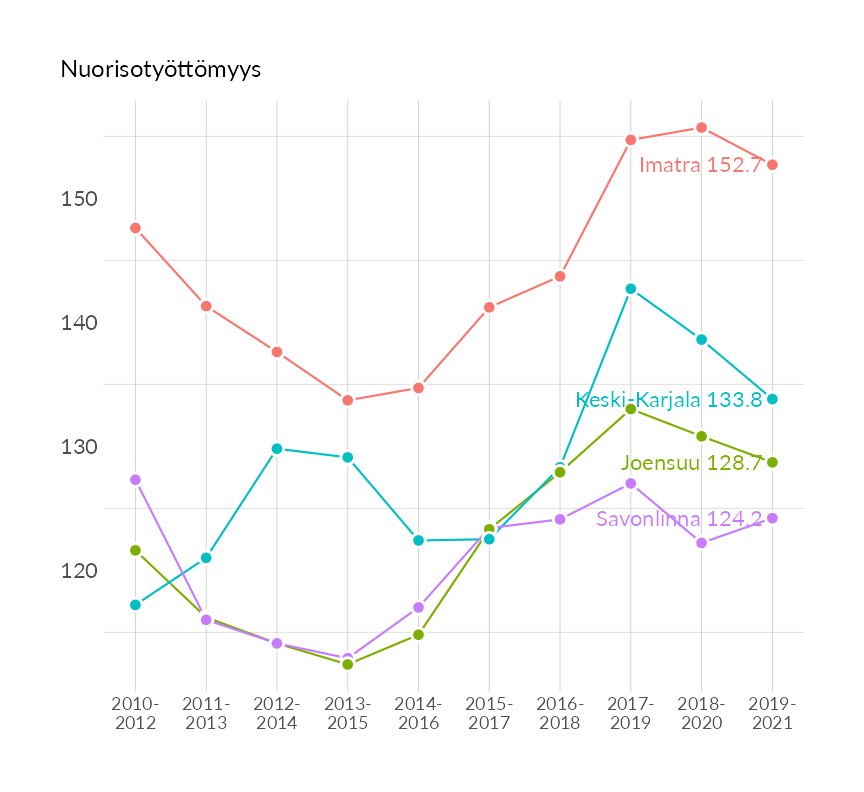 Nuorisotyöttömyys
150
140
130
120
Imatra 152.7
Keski-Karjala 133.8
Joensuu 128.7
Savonlinna 124.2
2010- 2011- 2012- 2013- 2014- 2015- 2016- 2017- 2018- 2019-
2012 2013 2014 2015 2016 2017 2018 2019 2020 2021